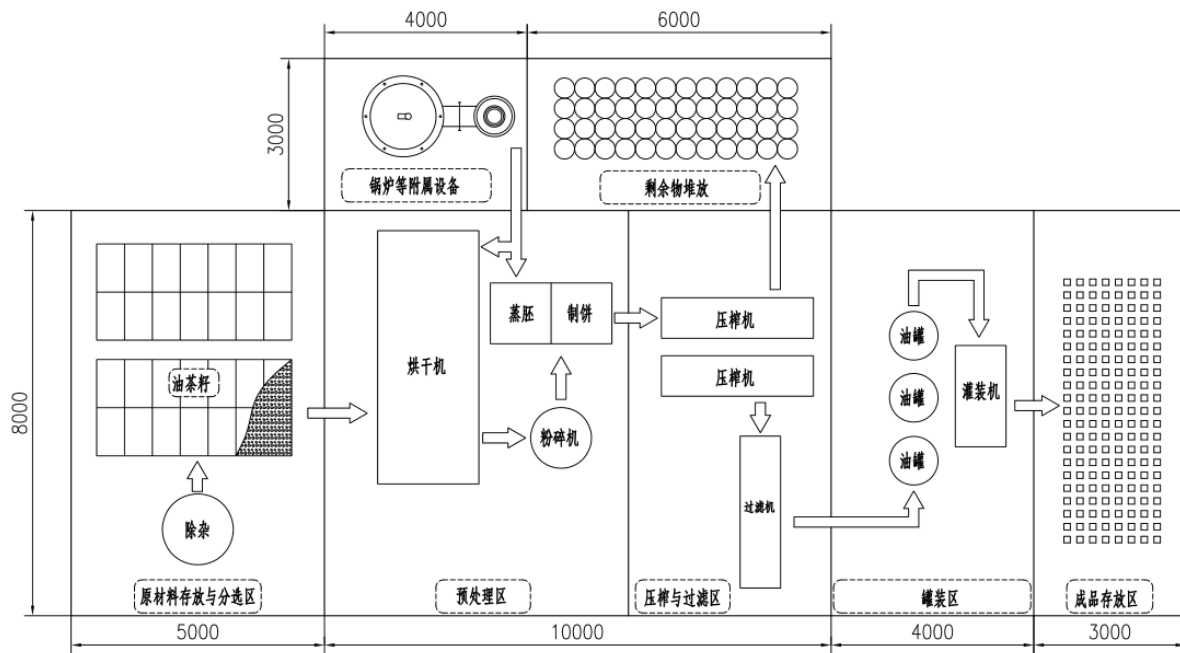 4000
6000
3000
锅炉等附属设备
剩余物堆放
8000
蒸胚
制饼
压榨机
油罐
烘干机
压榨机
灌装机
油茶籽
油罐
粉碎机
油罐
过滤机
除杂
原材料存放与分选区
预处理区
压榨与过滤区
罐装区
成品存放区
5000
10000
4000
3000